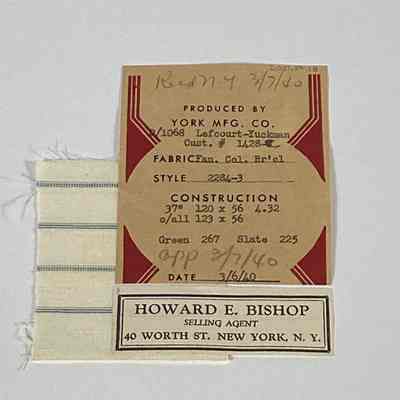 Recd N.Y. 3/7/40
PRODUCED BY
YORK MFG. CO.
D/1068 Lafcourt-Yuckman
Cust. # 1428-
FABRIC Fan. Col. Br'cl
STYLE 2284-3
CONSTRUCTION
37" 120 x 56 4.32
c/all 123 x 56
Green 267 Slate 225
app 3/7/40
DATE 3/6/40
HOWARD E. BISHOP
SELLING AGENT
40 WORTH ST. NEW YORK, N. Y.